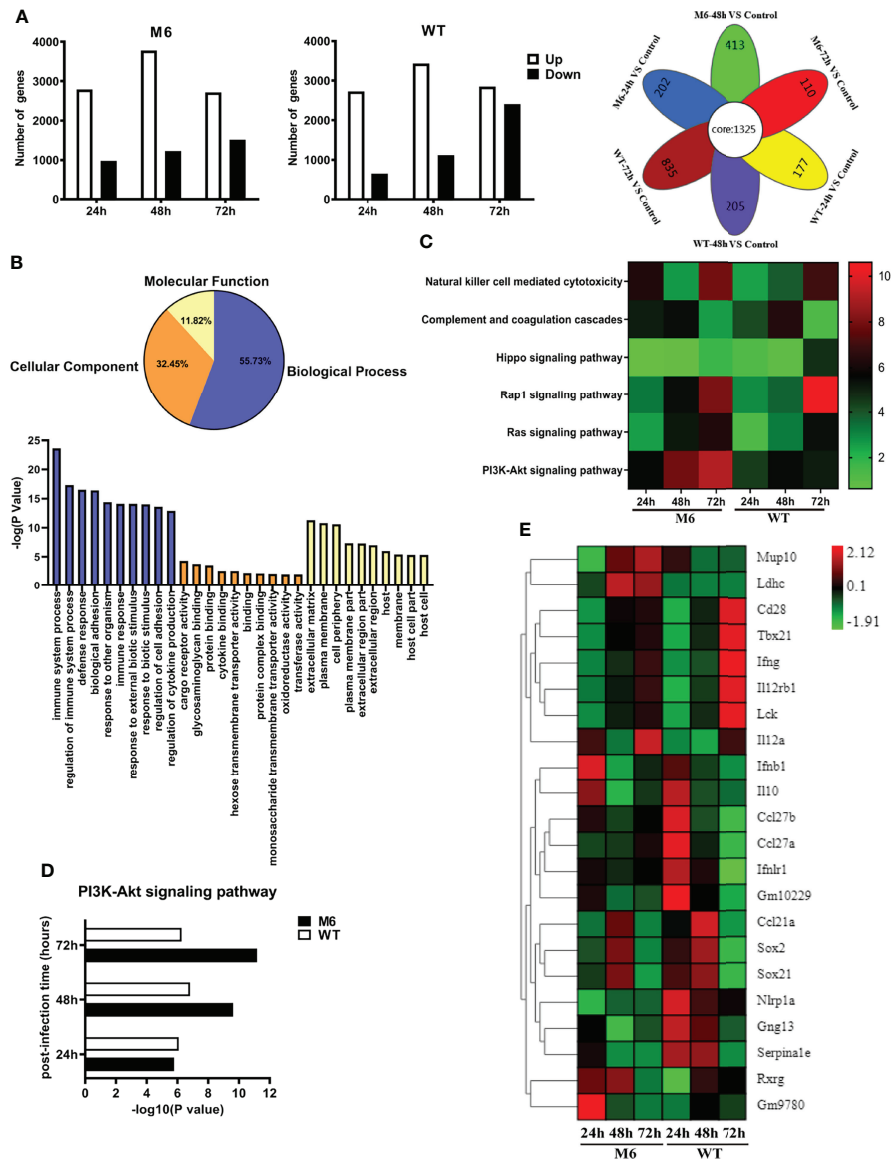 A
M6
Number of genes
4000
3000
2000
1000
0
24h
48h
72h
WT
Number of genes
4000
3000
2000
1000
0
24h
48h
72h
Up
Down
M6-48h VS Control
M6-72h VS Control
WT-24h VS Control
WT-48h VS Control
WT-72h VS Control
M6-24h VS Control
413
110
177
205
835
202
core:1325
B
Molecular Function
11.82%
Cellular Component
32.45%
55.73%
Biological Process
-log(P Value)
25
20
15
10
5
0
immune system process
regulation of immune system process
defense response
biological adhesion
response to other organism
immune response
response to external biotic stimulus
response to biotic stimulus
regulation of cell adhesion
regulation of cytokine production
cargo receptor activity
glycosaminoglycan binding
protein binding
cytokine binding
hexose transmembrane transporter activity
binding
protein complex binding
monosaccharide transmembrane transporter activity
oxidoreductase activity
transferase activity
extracellular matrix
plasma membrane
cell periphery
plasma membrane part
extracellular region part
extracellular region
host
membrane
host cell part
host cell
C
Natural killer cell mediated cytotoxicity
Complement and coagulation cascades
Hippo signaling pathway
Rap1 signaling pathway
Ras signaling pathway
PI3K-Akt signaling pathway
24h 48h 72h 24h 48h 72h
M6 WT
10
8
6
4
2
D
PI3K-Akt signaling pathway
M6
WT
post-infection time (hours)
72h
48h
24h
0 2 4 6 8 10 12
-log10(P value)
E
2.12
0.1
-1.91
Mup10
Ldhc
Cd28
Tbx21
Ifng
Il12rb1
Lck
Il12a
Ifnb1
Il10
Ccl27b
Ccl27a
Ifnlr1
Gm10229
Ccl21a
Sox2
Sox21
Nlrp1a
Gng13
Serpina1e
Rxrg
Gm9780
24h 48h 72h 24h 48h 72h
M6 WT